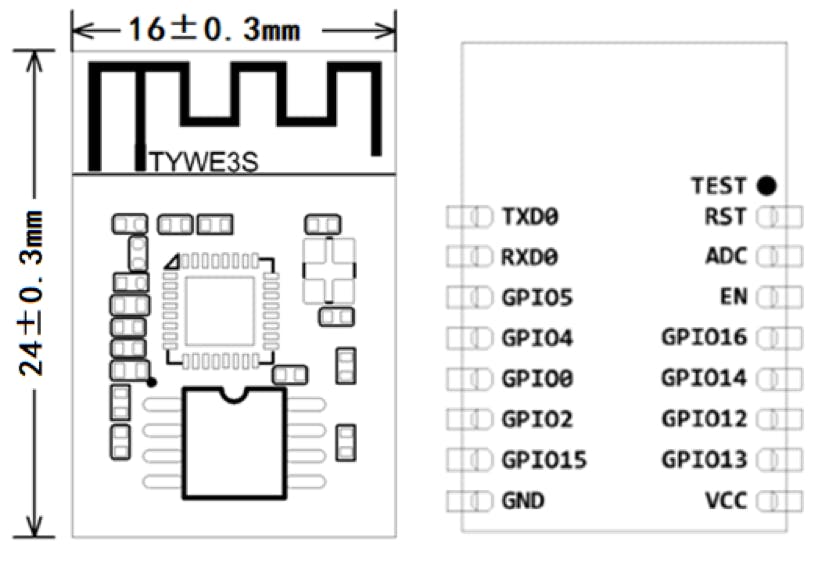 16±0.3mm
24±0.3mm
TYWE3S
TEST
TXD0 RST
RXD0 ADC
GPIO5 EN
GPIO4 GPIO16
GPIO0 GPIO14
GPIO2 GPIO12
GPIO15 GPIO13
GND VCC